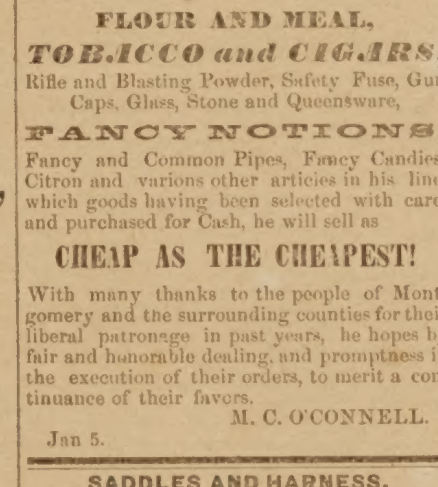 FLOUR AND MEAL,
TOBACCO and CIGARS.
Rifle and Blasting Powder, Safety Fuse, Gun
Caps, Glass, Stone and Queensware,
FANCY NOTIONS
Fancy and Common Pipes, Fancy Candies
Citron and varions other articles in his line
which goods having been selected with care
and purchased for Cash, he will sell as
CHEAP AS THE CHEAPEST!
With many thanks to the people of Mont
gomery and the surrounding counties for thei
liberal patronage in past years, he hopes b
fair and honorable dealing, and promptness i
the execution of their orders, to merit a con
tinuance of their favors.
M. C. O'CONNELL.
Jan 5.
SADDLES AND HARNESS.